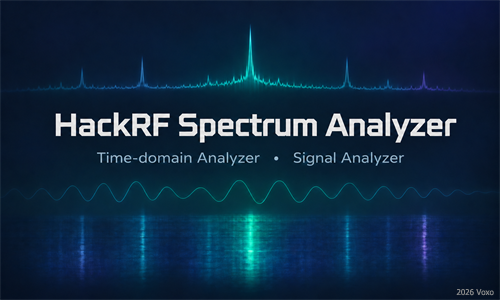 HackRF Spectrum Analyzer
Time-domain Analyzer • Signal Analyzer
2026 Voxo